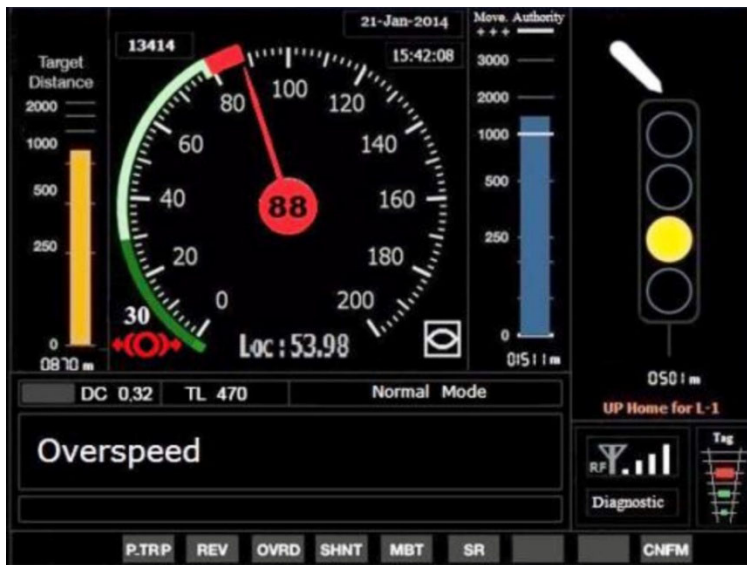 21-Jan-2014
Move. Authority
13414
15:42:08
+++
Target
Distance
3000
2000
1000
500
250
0
0870 m
2000
1000
500
250
0
01511m
0
20
40
60
80
100
120
140
160
180
200
88
30
Loc:53.98
0501m
UP Home for L-1
DC 0,32
TL 470
Normal Mode
Overspeed
RF
Diagnostic
Tag
P.TRP REV OVRD SHNT MBT SR CNFM